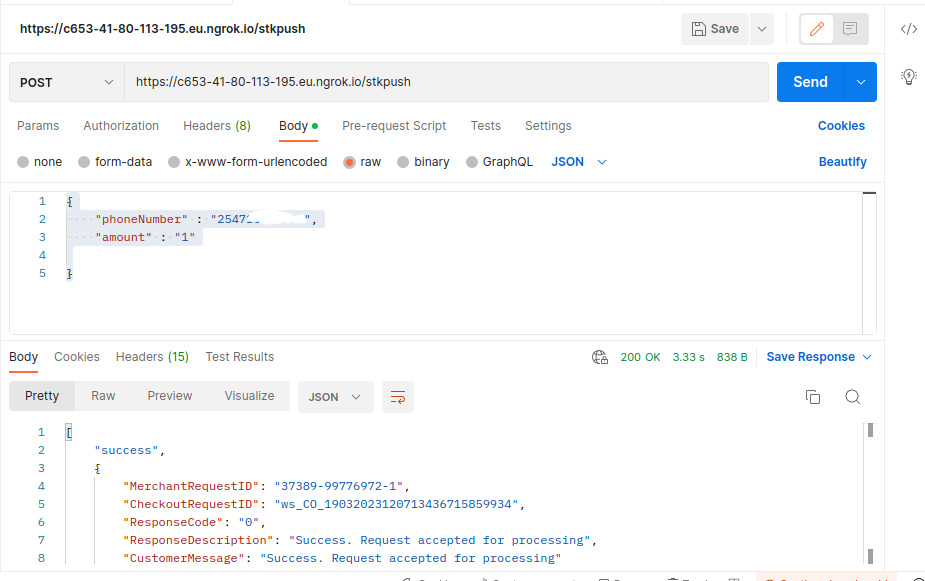 https://c653-41-80-113-195.eu.ngrok.io/stkpush
Save
POST
https://c653-41-80-113-195.eu.ngrok.io/stkpush
Send
Params Authorization Headers (8) Body Pre-request Script Tests Settings Cookies
none form-data x-www-form-urlencoded raw binary GraphQL JSON Beautify
1 {
2 "phoneNumber" : "2547 ",
3 "amount" : "1"
4
5 }
Body Cookies Headers (15) Test Results 200 OK 3.33 s 838 B Save Response
Pretty Raw Preview Visualize JSON
1 [
2 "success",
3 {
4 "MerchantRequestID": "37389-99776972-1",
5 "CheckoutRequestID": "ws_CO_19032023120713436715859934",
6 "ResponseCode": "0",
7 "ResponseDescription": "Success. Request accepted for processing",
8 "CustomerMessage": "Success. Request accepted for processing"